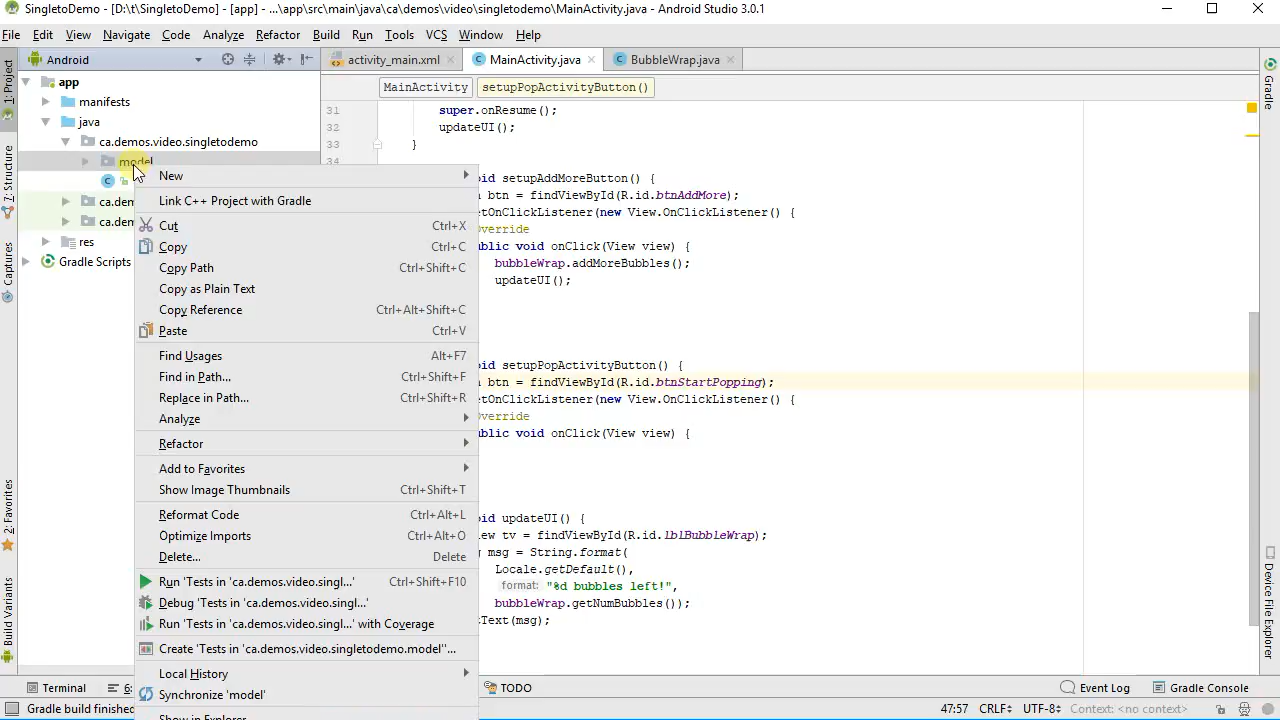 SingletoDemo - [D:\t\SingletoDemo] - [app] - ...\app\src\main\java\ca\demos\video\singletodemo\MainActivity.java - Android Studio 3.0.1
File Edit View Navigate Code Analyze Refactor Build Run Tools VCS Window Help
Android
activity_main.xml
MainActivity.java
BubbleWrap.java
MainActivity
setupPopActivityButton()
1: Project
7: Structure
Captures
2: Favorites
Build Variants
app
manifests
java
ca.demos.video.singletodemo
model
ca.dem
ca.dem
res
Gradle Scripts
New
Link C++ Project with Gradle
Cut Ctrl+X
Copy Ctrl+C
Copy Path Ctrl+Shift+C
Copy as Plain Text
Copy Reference Ctrl+Alt+Shift+C
Paste Ctrl+V
Find Usages Alt+F7
Find in Path... Ctrl+Shift+F
Replace in Path... Ctrl+Shift+R
Analyze
Refactor
Add to Favorites
Show Image Thumbnails Ctrl+Shift+T
Reformat Code Ctrl+Alt+L
Optimize Imports Ctrl+Alt+O
Delete... Delete
Run 'Tests in 'ca.demos.video.singl...' Ctrl+Shift+F10
Debug 'Tests in 'ca.demos.video.singl...'
Run 'Tests in 'ca.demos.video.singl...' with Coverage
Create 'Tests in 'ca.demos.video.singletodemo.model''...
Local History
Synchronize 'model'
Show in Explorer
31 super.onResume();
32 updateUI();
33 }
34
oid setupAddMoreButton() {
n btn = findViewById(R.id.btnAddMore);
etOnClickListener(new View.OnClickListener() {
verride
ublic void onClick(View view) {
bubbleWrap.addMoreBubbles();
updateUI();
oid setupPopActivityButton() {
n btn = findViewById(R.id.btnStartPopping);
etOnClickListener(new View.OnClickListener() {
verride
ublic void onClick(View view) {
oid updateUI() {
ew tv = findViewById(R.id.lblBubbleWrap);
g msg = String.format(
Locale.getDefault(),
format: "%d bubbles left!",
bubbleWrap.getNumBubbles());
tText(msg);
Gradle
Device File Explorer
Terminal
6:
TODO
Event Log
Gradle Console
Gradle build finished
47:57 CRLF÷ UTF-8÷ Context: <no context>